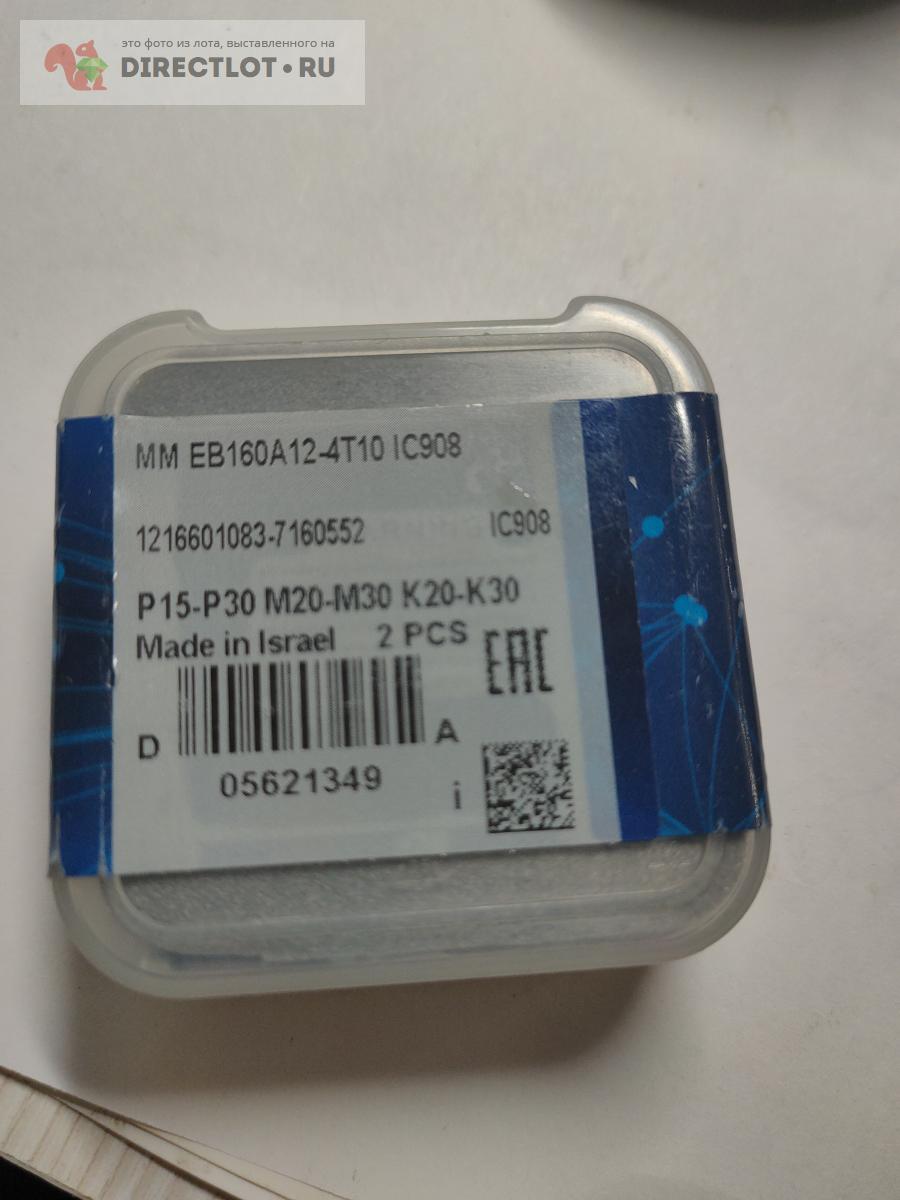 это фото из лота, выставленного на
DIRECTLOT•RU
MM EB160A12-4T10 IC908
1216601083-7160552 IC908
P15-P30 M20-M30 K20-K30
Made in Israel 2 PCS
EAC
D A
05621349
i